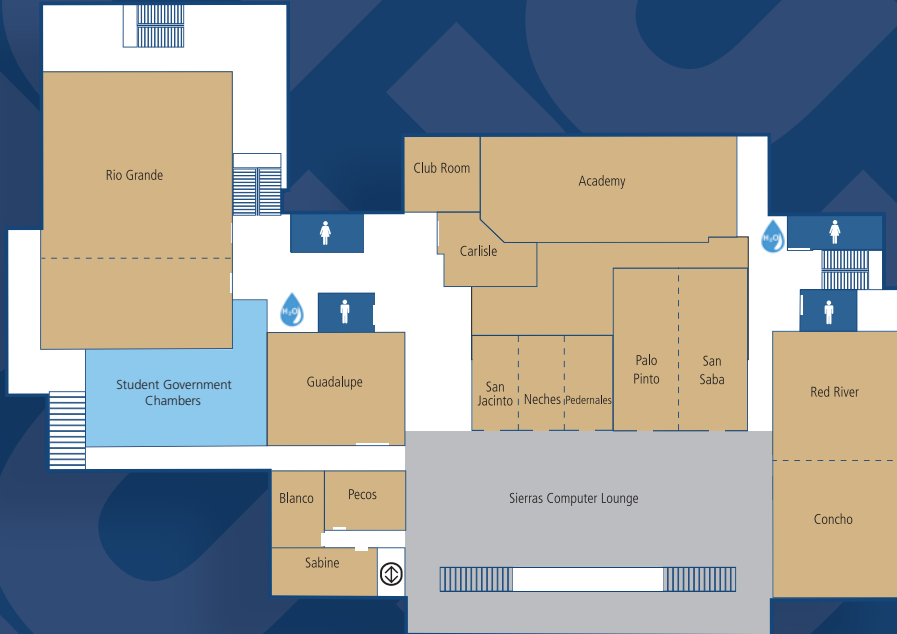 Rio Grande
Club Room
Academy
Carlisle
H₂O
H₂O
Student Government
Chambers
Guadalupe
San
Jacinto
Neches
Pedernales
Palo
Pinto
San
Saba
Red River
Blanco
Pecos
Sierras Computer Lounge
Concho
Sabine